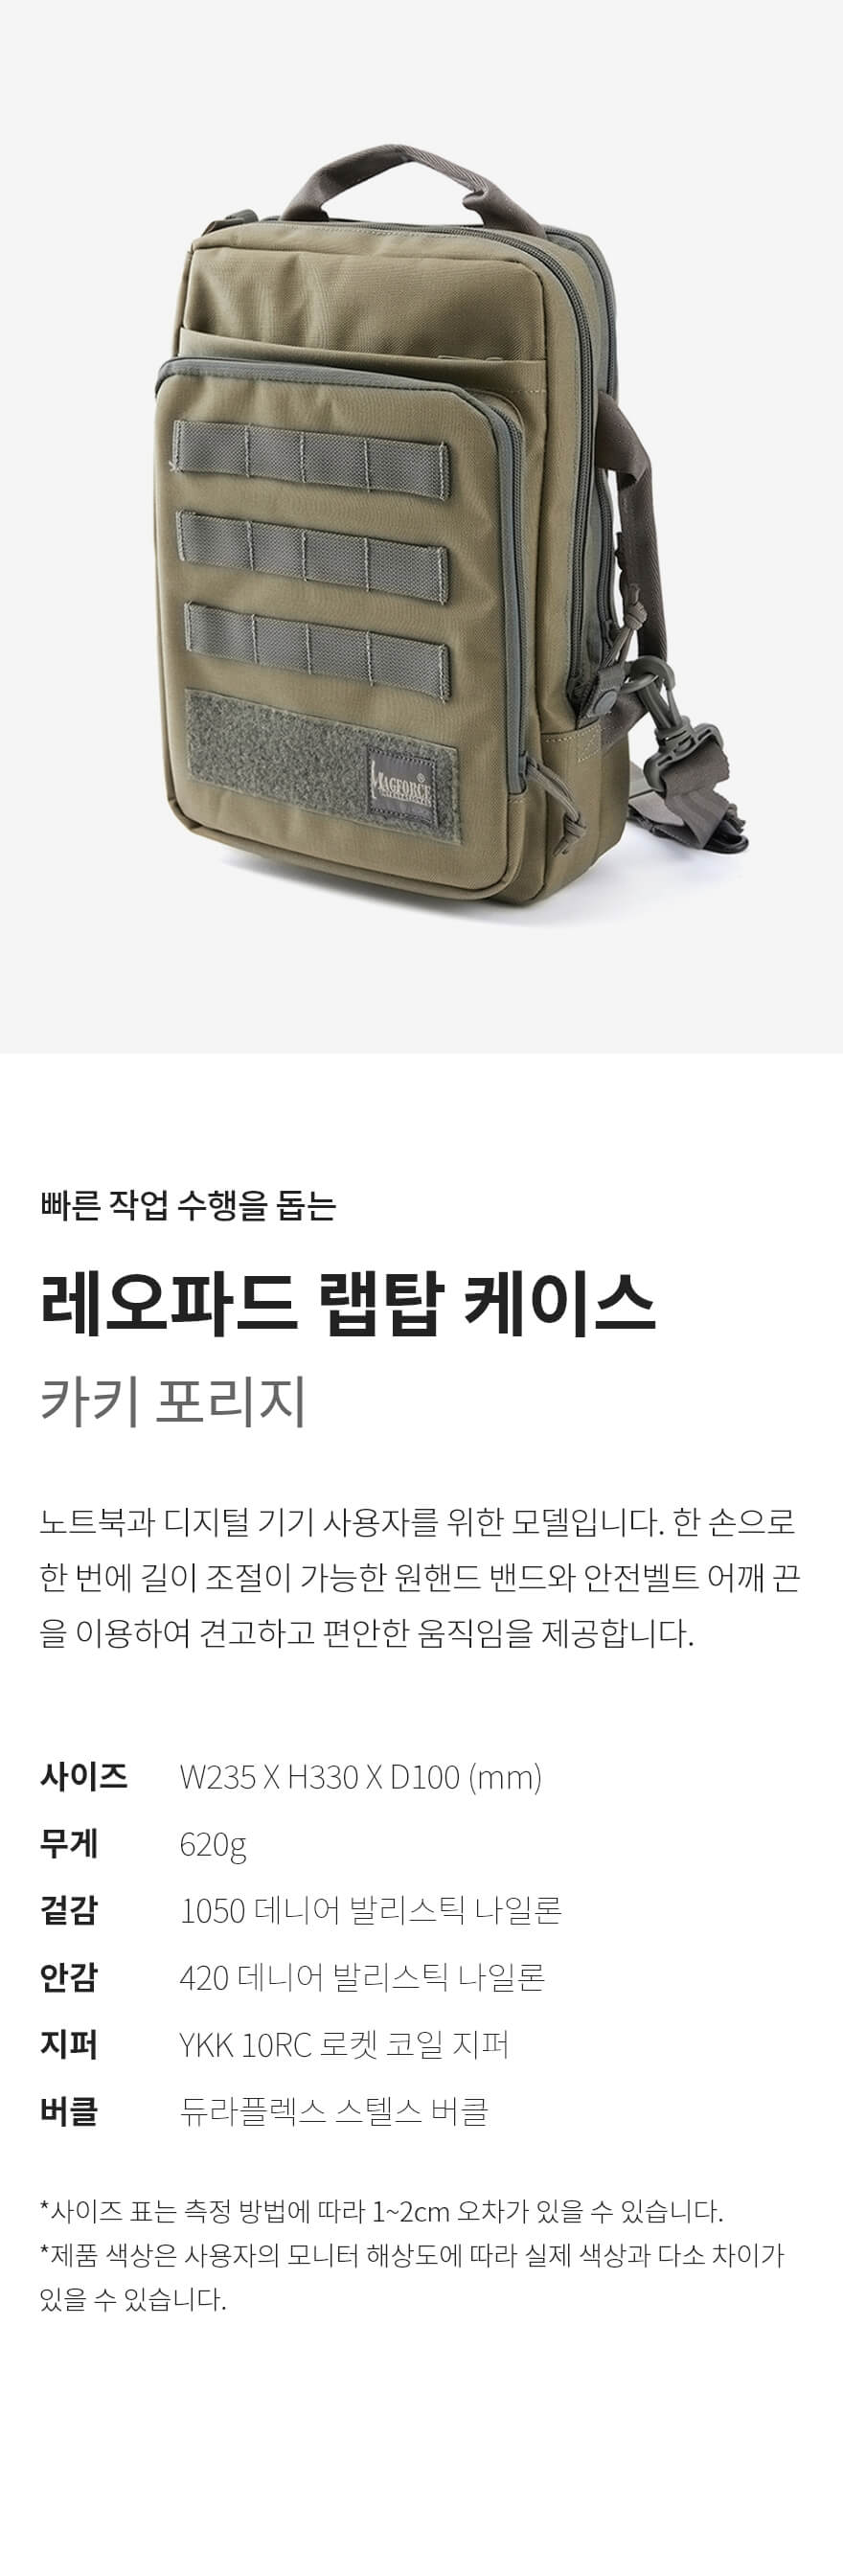 MAGFORCE®
빠른 작업 수행을 돕는
레오파드 랩탑 케이스
카키 포리지
노트북과 디지털 기기 사용자를 위한 모델입니다. 한 손으로
한 번에 길이 조절이 가능한 원핸드 밴드와 안전벨트 어깨 끈
을 이용하여 견고하고 편안한 움직임을 제공합니다.
사이즈 W235 X H330 X D100 (mm)
무게 620g
겉감 1050 데니어 발리스틱 나일론
안감 420 데니어 발리스틱 나일론
지퍼 YKK 10RC 로켓 코일 지퍼
버클 듀라플렉스 스텔스 버클
*사이즈 표는 측정 방법에 따라 1~2cm 오차가 있을 수 있습니다.
*제품 색상은 사용자의 모니터 해상도에 따라 실제 색상과 다소 차이가
있을 수 있습니다.